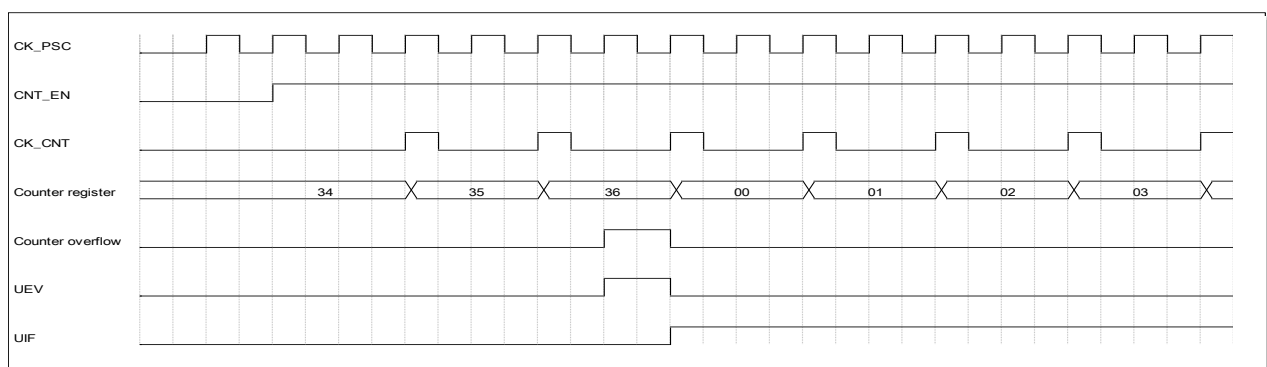 CK_PSC
CNT_EN
CK_CNT
Counter register 34 35 36 00 01 02 03
Counter overflow
UEV
UIF